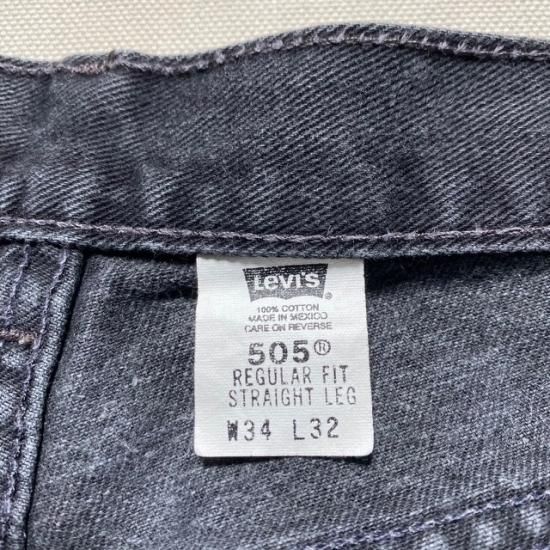 Levi's
100% COTTON
MADE IN MEXICO
CARE ON REVERSE
505®
REGULAR FIT
STRAIGHT LEG
W34 L32